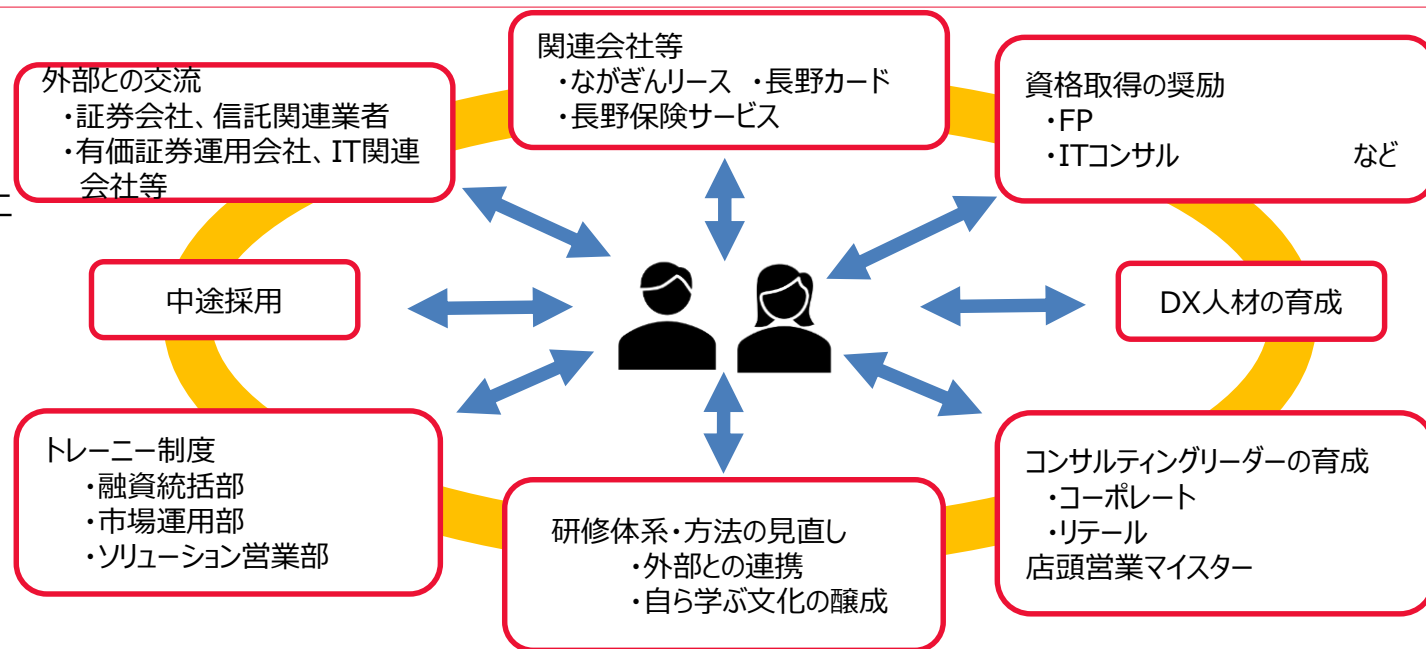 関連会社等
・ながぎんリース ・長野カード
・長野保険サービス
外部との交流
・証券会社、信託関連業者
・有価証券運用会社、IT関連
会社等
資格取得の奨励
・FP
・ITコンサル など
中途採用
DX人材の育成
トレーニー制度
・融資統括部
・市場運用部
・ソリューション営業部
研修体系・方法の見直し
・外部との連携
・自ら学ぶ文化の醸成
コンサルティングリーダーの育成
・コーポレート
・リテール
店頭営業マイスター